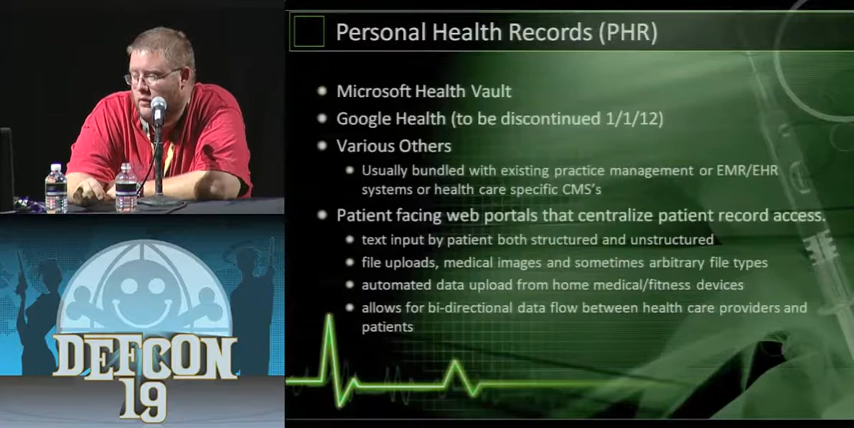 Personal Health Records (PHR)
Microsoft Health Vault
Google Health (to be discontinued 1/1/12)
Various Others
Usually bundled with existing practice management or EMR/EHR
systems or health care specific CMS's
Patient facing web portals that centralize patient record access.
text input by patient both structured and unstructured
file uploads, medical images and sometimes arbitrary file types
automated data upload from home medical/fitness devices
allows for bi-directional data flow between health care providers and
patients
DEFCON
19